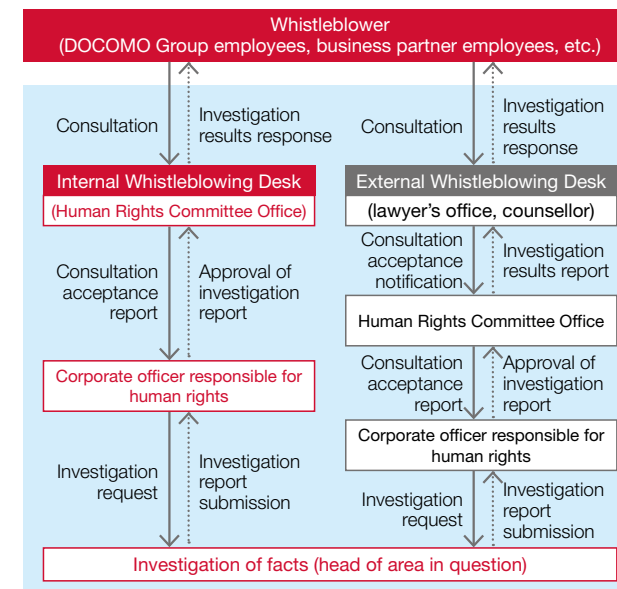 Whistleblower
(DOCOMO Group employees, business partner employees, etc.)
Consultation
Investigation
results response
Consultation
Investigation
results
response
Internal Whistleblowing Desk
(Human Rights Committee Office)
External Whistleblowing Desk
(lawyer's office, counsellor)
Consultation
acceptance
report
Approval of
investigation
report
Consultation
acceptance
notification
Investigation
results report
Human Rights Committee Office
Consultation
acceptance
report
Approval of
investigation
report
Corporate officer responsible for
human rights
Corporate officer responsible for
human rights
Investigation
request
Investigation
report
submission
Investigation
request
Investigation
report
submission
Investigation of facts (head of area in question)